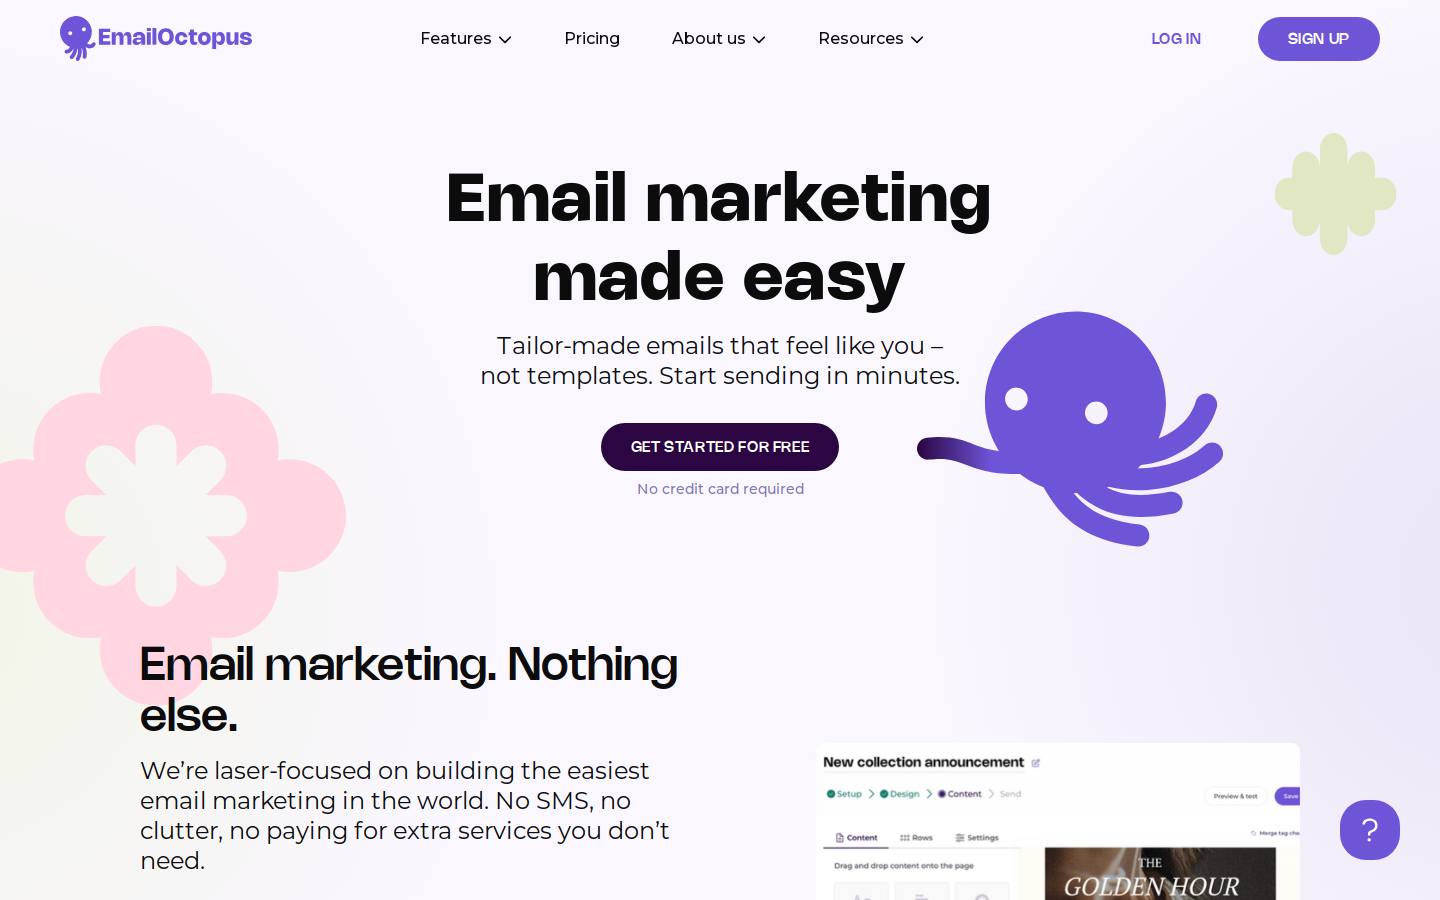 EmailOctopus
Features
Pricing
About us
Resources
LOG IN
SIGN UP
Email marketing
made easy
Tailor-made emails that feel like you –
not templates. Start sending in minutes.
GET STARTED FOR FREE
No credit card required
Email marketing. Nothing
else.
We’re laser-focused on building the easiest
email marketing in the world. No SMS, no
clutter, no paying for extra services you don’t
need.
New collection announcement
Setup
Design
Content
Send
Preview & test
Save
Content
Rows
Settings
Merge tag
Drag and drop content onto the page
THE
GOLDEN HOUR
?